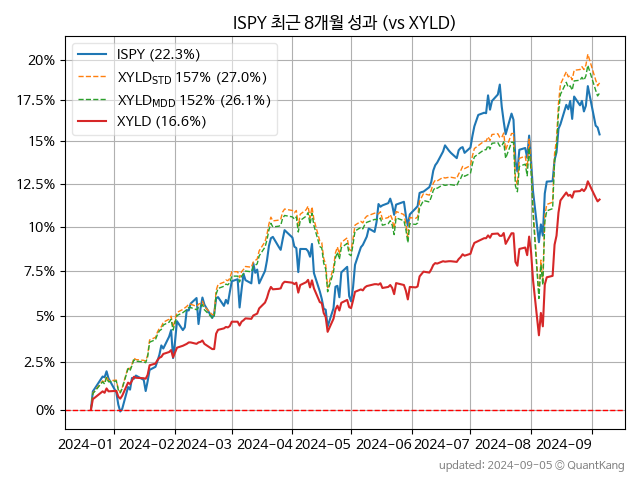 ISPY 최근 8개월 성과 (vs XYLD)
ISPY (22.3%)
XYLD_STD 157% (27.0%)
XYLD_MDD 152% (26.1%)
XYLD (16.6%)
20%
17.5%
15%
12.5%
10%
7.5%
5%
2.5%
0%
2024-01 2024-02 2024-03 2024-04 2024-05 2024-06 2024-07 2024-08 2024-09
updated: 2024-09-05 © QuantKang